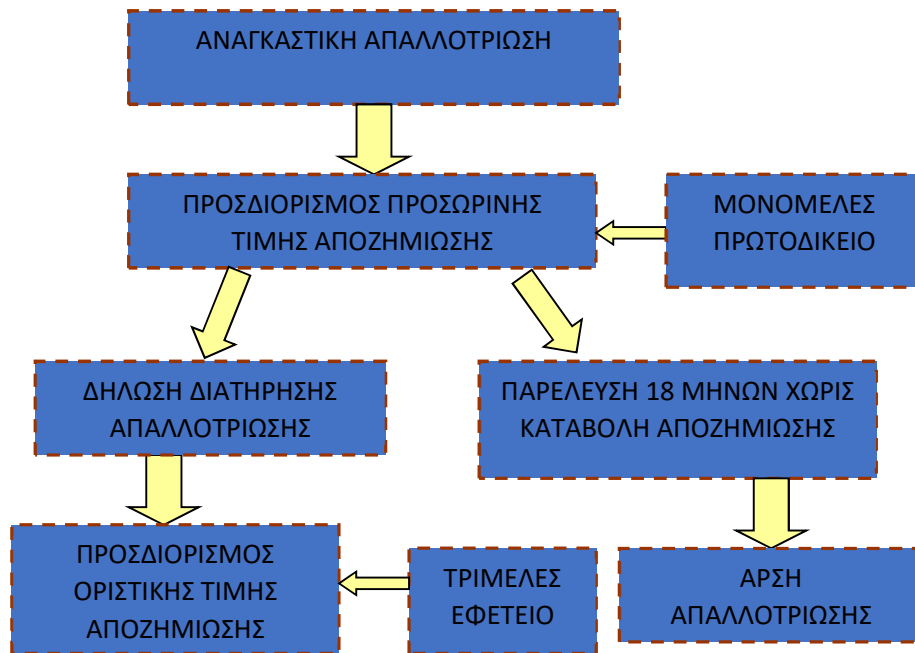 ΑΝΑΓΚΑΣΤΙΚΗ ΑΠΑΛΛΟΤΡΙΩΣΗ
ΠΡΟΣΔΙΟΡΙΣΜΟΣ ΠΡΟΣΩΡΙΝΗΣ
ΤΙΜΗΣ ΑΠΟΖΗΜΙΩΣΗΣ
ΜΟΝΟΜΕΛΕΣ
ΠΡΩΤΟΔΙΚΕΙΟ
ΔΗΛΩΣΗ ΔΙΑΤΗΡΗΣΗΣ
ΑΠΑΛΛΟΤΡΙΩΣΗΣ
ΠΑΡΕΛΕΥΣΗ 18 ΜΗΝΩΝ ΧΩΡΙΣ
ΚΑΤΑΒΟΛΗ ΑΠΟΖΗΜΙΩΣΗΣ
ΠΡΟΣΔΙΟΡΙΣΜΟΣ
ΟΡΙΣΤΙΚΗΣ ΤΙΜΗΣ
ΑΠΟΖΗΜΙΩΣΗΣ
ΤΡΙΜΕΛΕΣ
ΕΦΕΤΕΙΟ
ΑΡΣΗ
ΑΠΑΛΛΟΤΡΙΩΣΗΣ